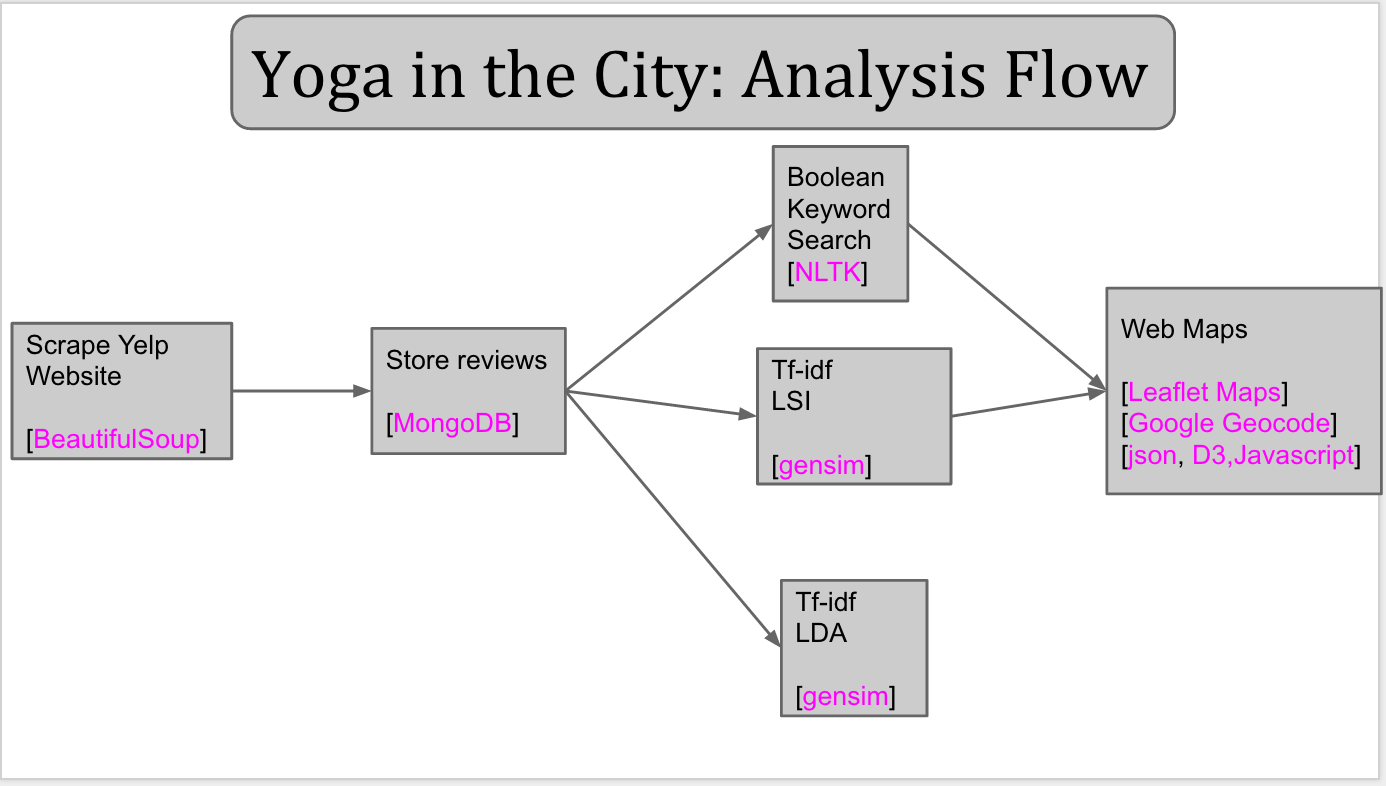 Yoga in the City: Analysis Flow
Scrape Yelp
Website
[BeautifulSoup]
Store reviews
[MongoDB]
Boolean
Keyword
Search
[NLTK]
Tf-idf
LSI
[gensim]
Tf-idf
LDA
[gensim]
Web Maps
[Leaflet Maps]
[Google Geocode]
[json, D3,Javascript]